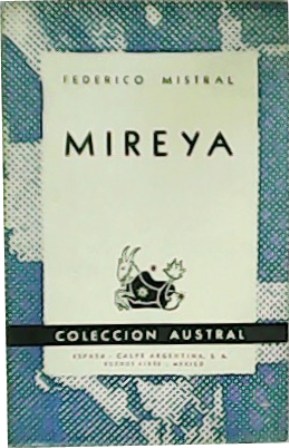 FEDERICO MISTRAL
MIREYA
COLECCION AUSTRAL
ESPASA - CALPE ARGENTINA, S. A.
BUENOS AIRES - MEXICO